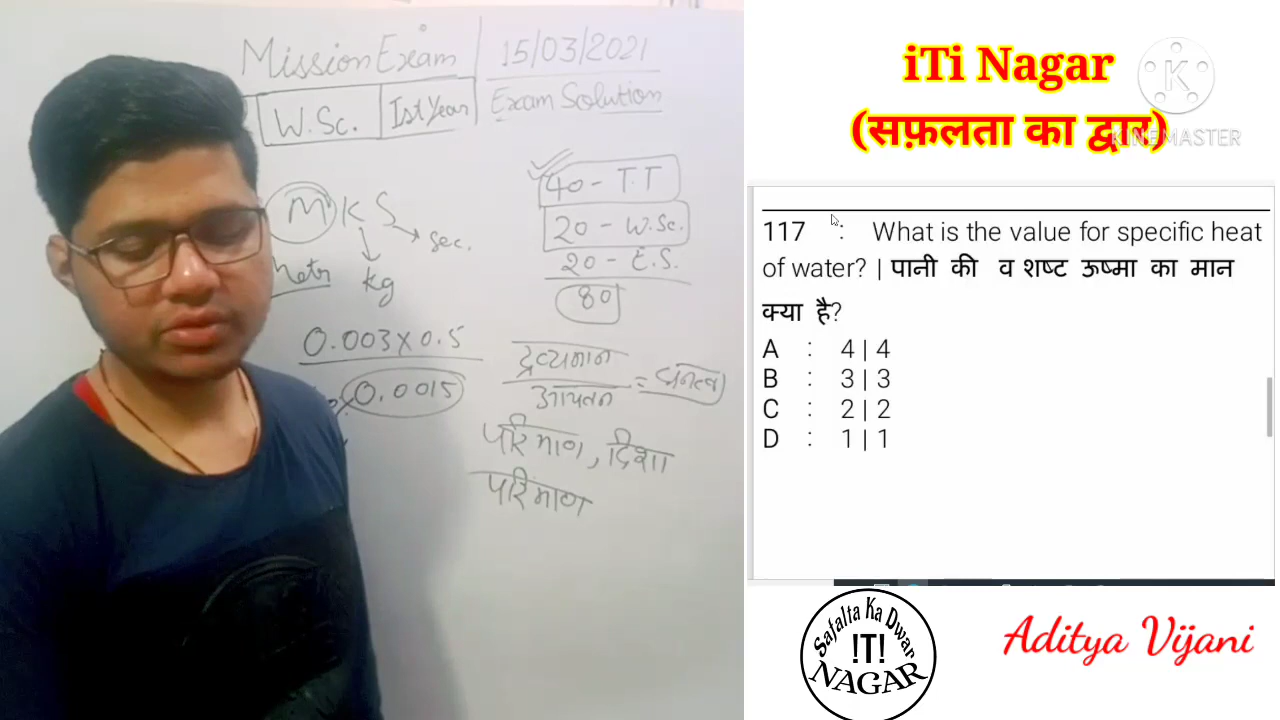 Mission Exam
15/03/2021
W.Sc.
Ist Year
Exam Solution
MKS
sec.
kg
40 - T.T
20 - W.Sc.
20 - E.S.
80
0.003 x 0.5
0.0015
द्रव्यमान
आयतन
= घनत्व
परिमाण, दिशा
परिमाण
iTi Nagar
(सफ़लता का द्वार)
K
KINEMASTER
117 : What is the value for specific heat
of water? | पानी की व शष्ट ऊष्मा का मान
क्या है?
A : 4 | 4
B : 3 | 3
C : 2 | 2
D : 1 | 1
Safalta Ka Dwar
!T!
NAGAR
Aditya Vijani